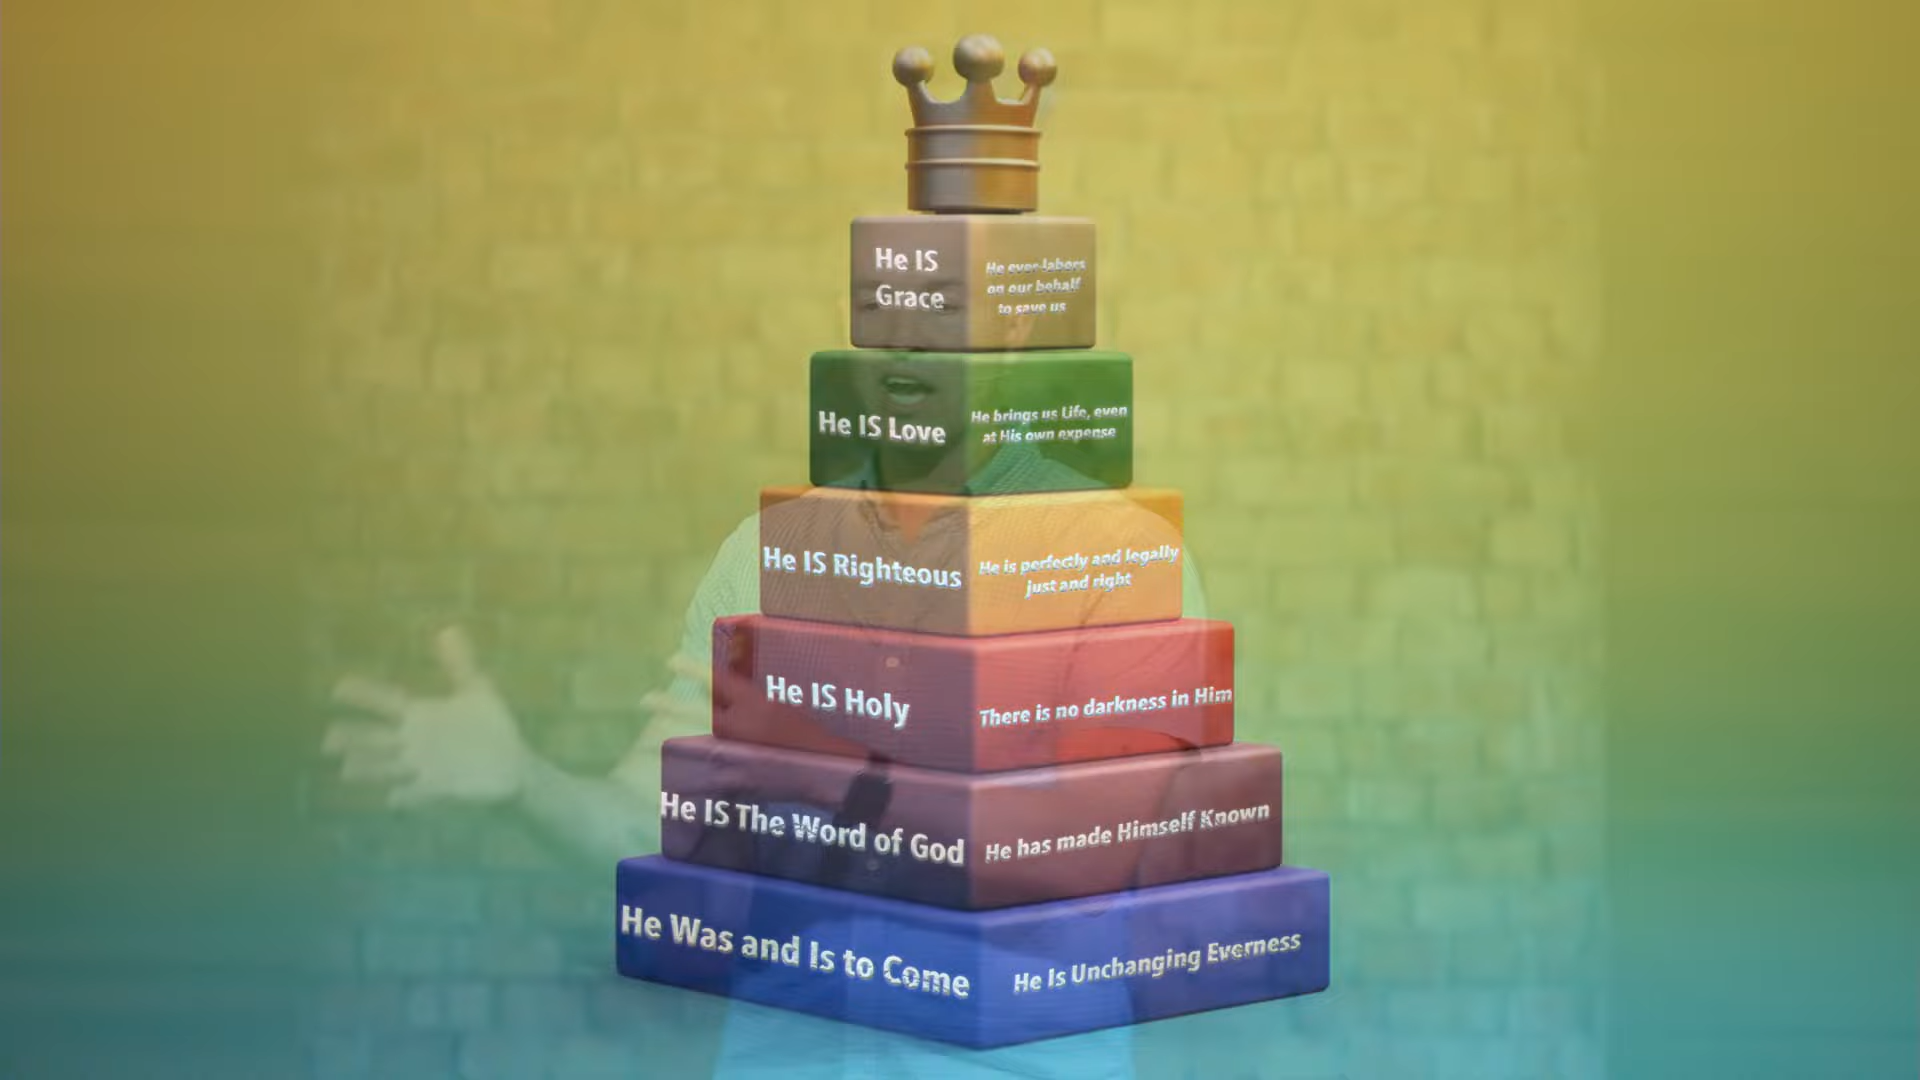 He IS
Grace
He ever labors
on our behalf
to save us
He IS Love
He brings us Life, even
at His own expense
He IS Righteous
He is perfectly and legally
just and right
He IS Holy
There is no darkness in Him
He IS The Word of God
He has made Himself Known
He Was and Is to Come
He Is Unchanging Everness